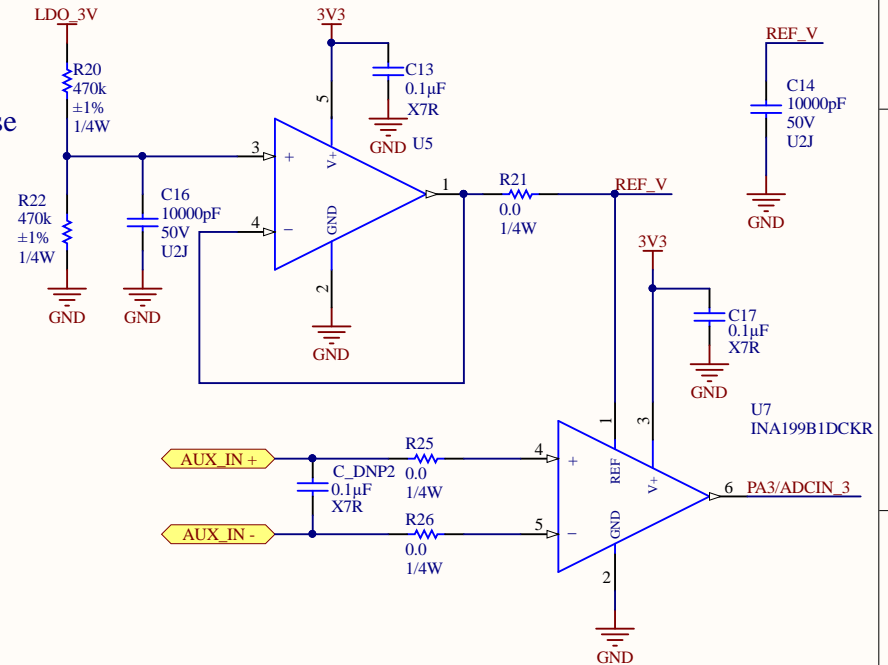 LDO_3V
R20
470k
±1%
1/4W
R22
470k
±1%
1/4W
GND
C16
10000pF
50V
U2J
GND
3V3
C13
0.1µF
X7R
GND
U5
5
3
+
V+
4
−
GND
2
1
GND
R21
0.0
1/4W
REF_V
REF_V
C14
10000pF
50V
U2J
GND
3V3
C17
0.1µF
X7R
GND
U7
INA199B1DCKR
AUX_IN +
AUX_IN -
C_DNP2
0.1µF
X7R
R25
0.0
1/4W
R26
0.0
1/4W
1
3
4
+
REF
V+
5
−
GND
2
6
PA3/ADCIN_3
GND